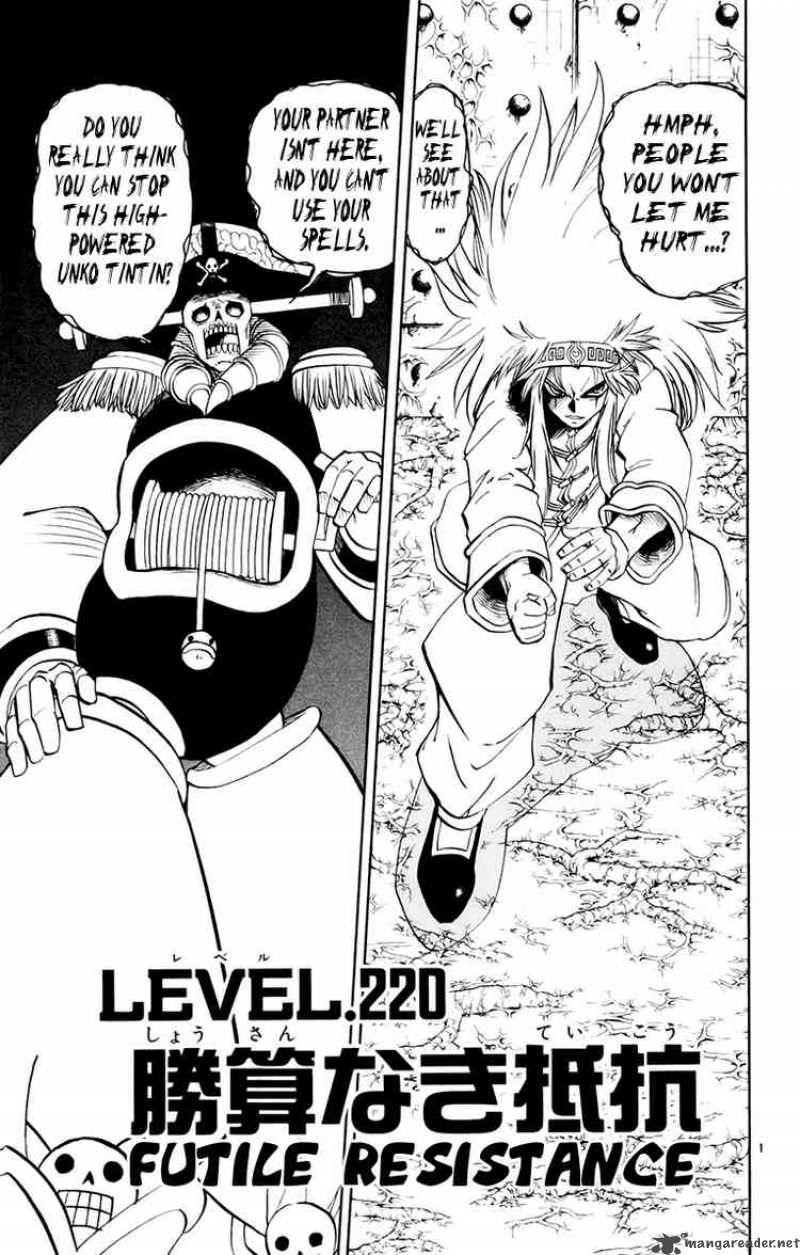 HMPH,
PEOPLE
YOU WON'T
LET ME
HURT...?
WE'LL
SEE
ABOUT
THAT
...
YOUR PARTNER
ISN'T HERE,
AND YOU CAN'T
USE YOUR
SPELLS.
DO YOU
REALLY THINK
YOU CAN STOP
THIS HIGH-
POWERED
UNKO TINTIN?
レベル
LEVEL.220
しょうさん ていこう
勝算なき抵抗
FUTILE RESISTANCE
1
mangareader.net